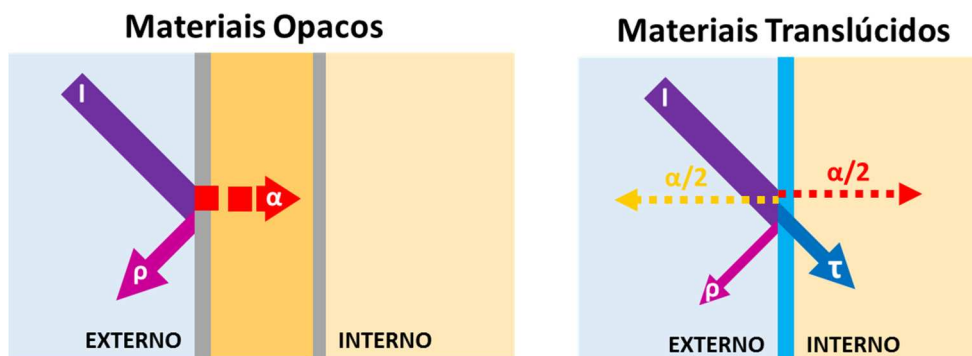 Materiais Opacos
I
α
ρ
EXTERNO
INTERNO
Materiais Translúcidos
I
α/2
α/2
τ
ρ
EXTERNO
INTERNO